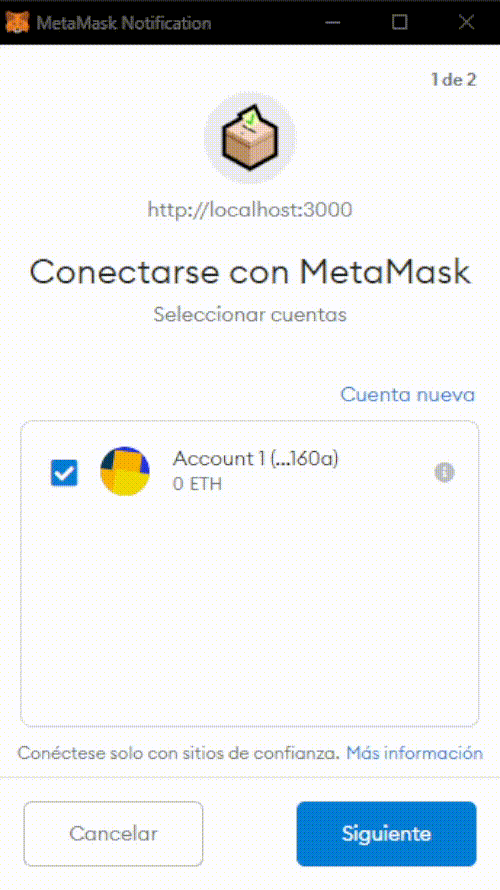 MetaMask Notification
1 de 2
http://localhost:3000
Conectarse con MetaMask
Seleccionar cuentas
Cuenta nueva
Account 1 (...160a)
0 ETH
Conéctese solo con sitios de confianza. Más información
Cancelar
Siguiente